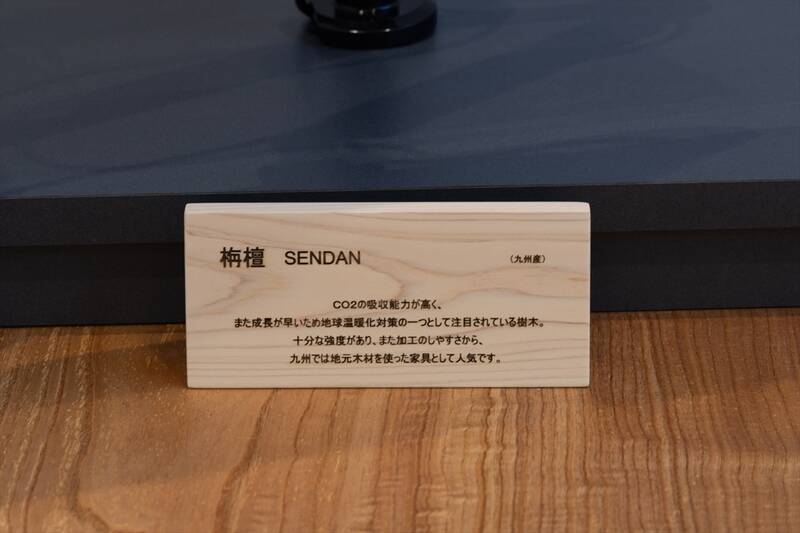 栴檀 SENDAN （九州産）
CO2の吸収能力が高く、
また成長が早いため地球温暖化対策の一つとして注目されている樹木。
十分な強度があり、また加工のしやすさから、
九州では地元木材を使った家具として人気です。